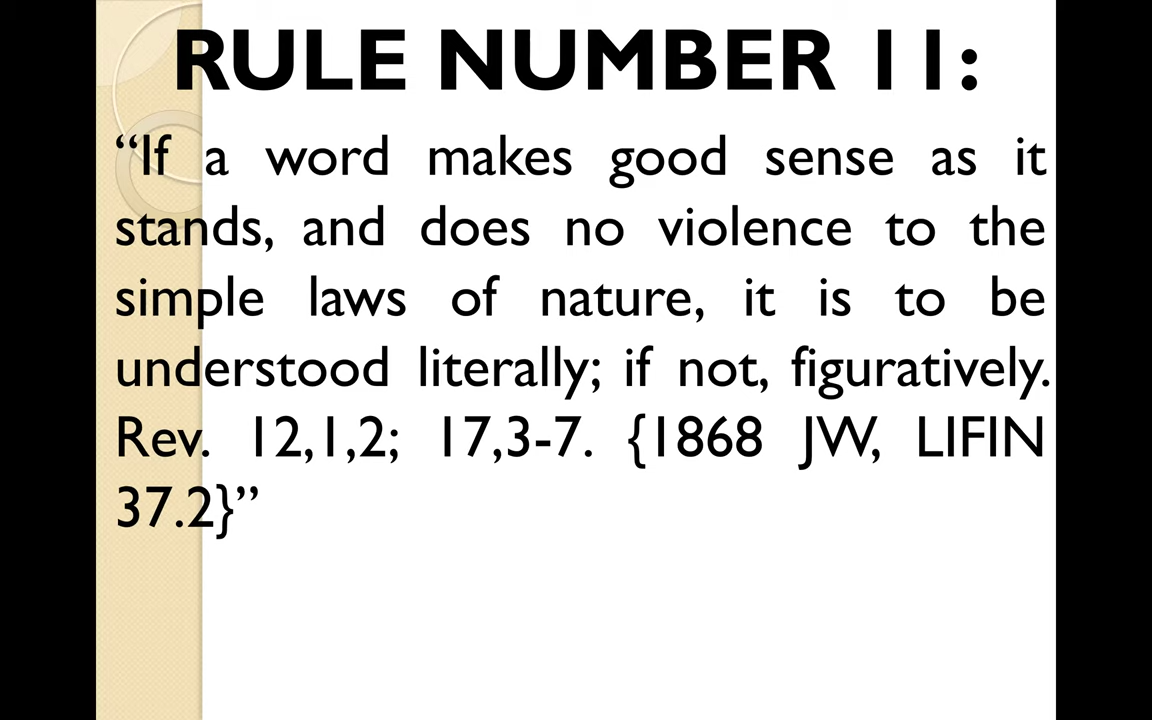 RULE NUMBER 11:
“If a word makes good sense as it
stands, and does no violence to the
simple laws of nature, it is to be
understood literally; if not, figuratively.
Rev. 12,1,2; 17,3-7. {1868 JW, LIFIN
37.2}”